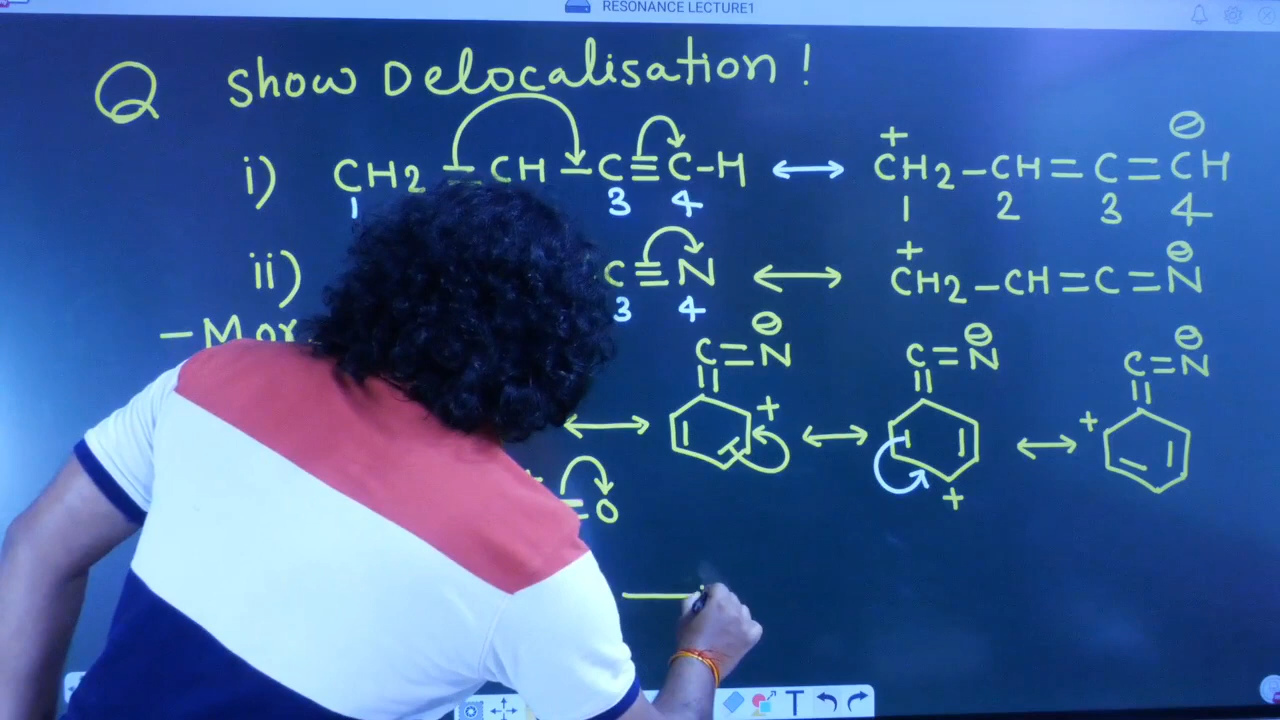 RESONANCE LECTURE1
Q Show Delocalisation !
i) CH2 = CH - C ≡ C-H ↔ +CH2 - CH = C = CH ⊖
1 3 4 1 2 3 4
ii) C ≡ N ↔ +CH2 - CH = C = N ⊖
3 4
- M
C = N ⊖ C = N ⊖ C = N ⊖
↔ + ↔ + ↔ +
+ = O
T